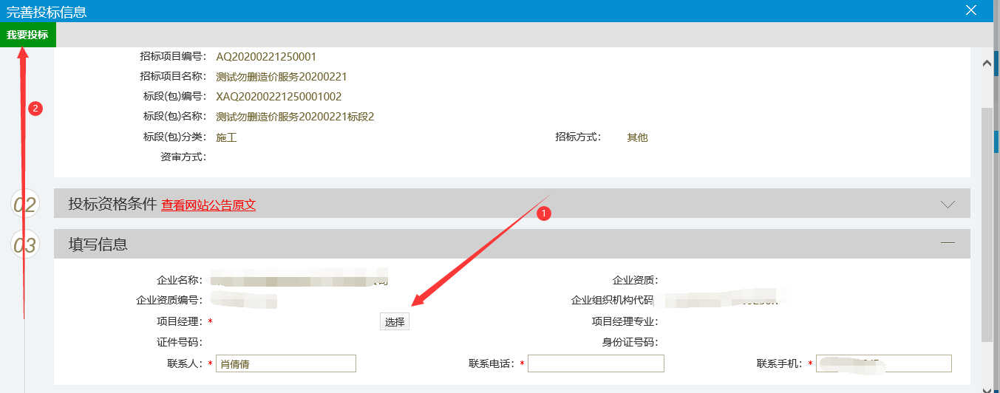 完善投标信息
我要投标
招标项目编号： AQ20200221250001
招标项目名称： 测试勿删造价服务20200221
标段(包)编号： XAQ20200221250001002
标段(包)名称： 测试勿删造价服务20200221标段2
标段(包)分类： 施工 招标方式： 其他
资审方式：
2
02 投标资格条件 查看网站公告原文
1
03 填写信息
企业名称： 企业资质：
企业资质编号： 企业组织机构代码
项目经理：* 选择 项目经理专业：
证件号码： 身份证号码：
联系人：* 肖倩倩 联系电话：* 联系手机：*